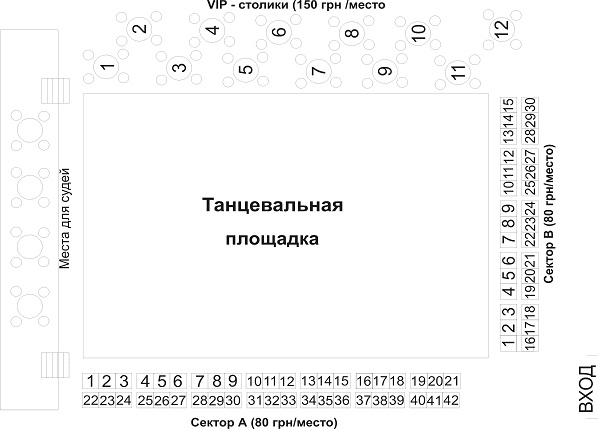 VIP - столики (150 грн /место
1 2 3 4 5 6 7 8 9 10 11 12
Места для судей
Танцевальная
площадка
1 2 3 4 5 6 7 8 9 10 11 12 13 14 15
16 17 18 19 20 21 22 23 24 25 26 27 28 29 30
Сектор В (80 грн/место)
1 2 3 4 5 6 7 8 9 10 11 12 13 14 15 16 17 18 19 20 21
22 23 24 25 26 27 28 29 30 31 32 33 34 35 36 37 38 39 40 41 42
Сектор А (80 грн/место)
ВХОД